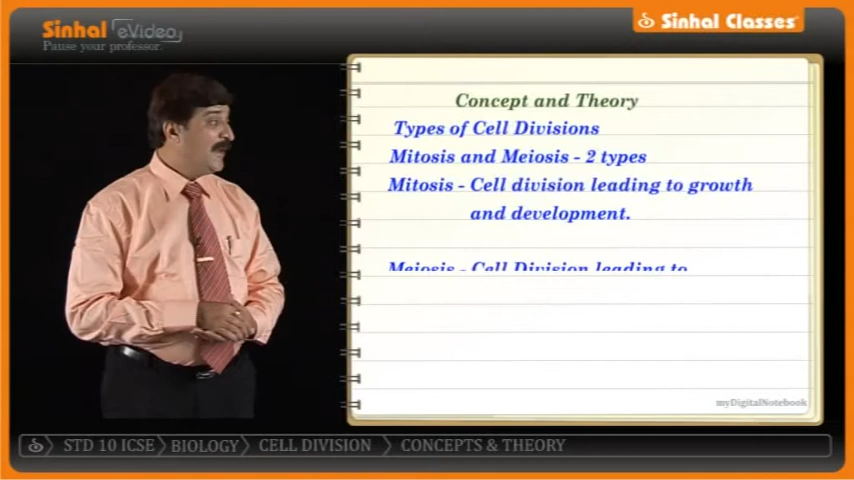 Sinhal eVideo
Pause your professor.
Sinhal Classes
Concept and Theory
Types of Cell Divisions
Mitosis and Meiosis - 2 types
Mitosis - Cell division leading to growth
and development.
Meiosis - Cell Division leading to
myDigitalNotebook
STD 10 ICSE BIOLOGY CELL DIVISION CONCEPTS & THEORY